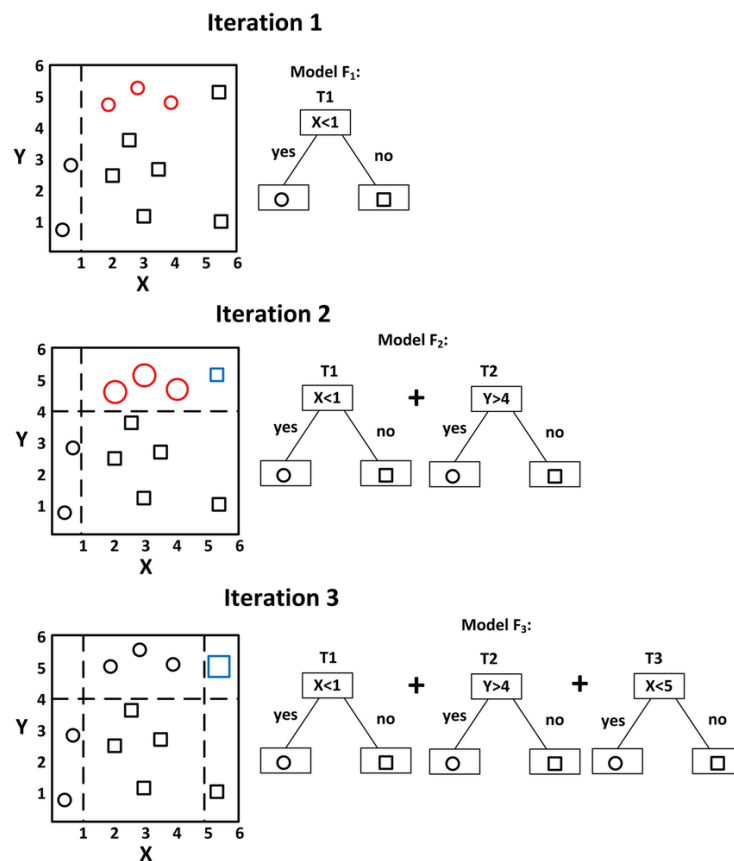 Iteration 1
6
5
4
Y 3
2
1
1 2 3 4 5 6
X
Model F₁:
T1
X<1
yes no
Iteration 2
6
5
4
Y 3
2
1
1 2 3 4 5 6
X
Model F₂:
T1 T2
X<1 + Y>4
yes no yes no
Iteration 3
6
5
4
Y 3
2
1
1 2 3 4 5 6
X
Model F₃:
T1 T2 T3
X<1 + Y>4 + X<5
yes no yes no yes no